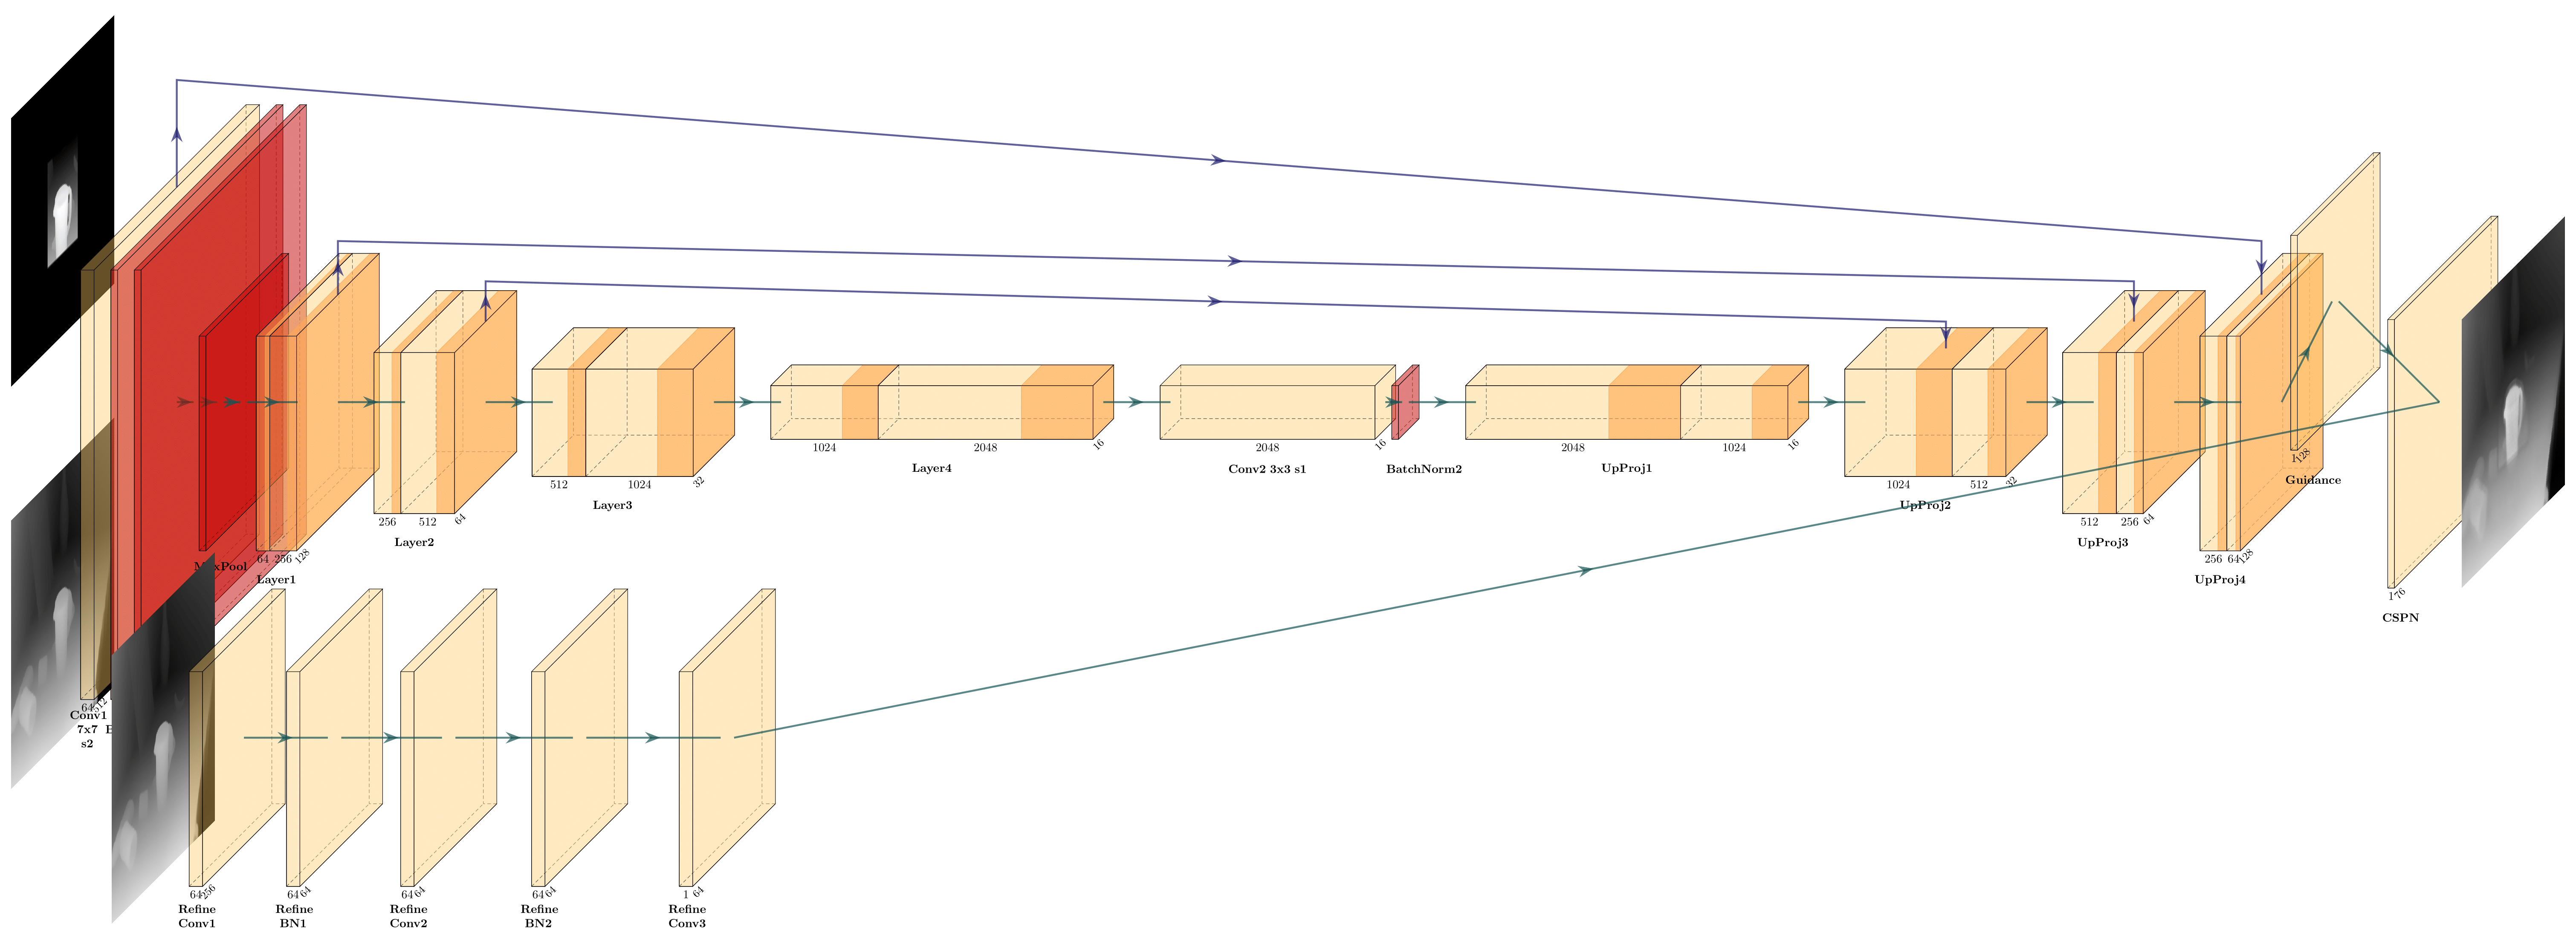 2048
16
1024
2048
16
Conv2 3x3 s1
BatchNorm2
2048
1024
16
Layer4
UpProj1
1
128
Guidance
512
1024
32
Layer3
1024
512
32
UpProj2
256
512
64
Layer2
512
256
64
UpProj3
64
256
128
MaxPool
Layer1
256
64
128
UpProj4
1
76
CSPN
64
512
Conv1
7x7
s2
64
256
Refine
Conv1
64
64
Refine
BN1
64
64
Refine
Conv2
64
64
Refine
BN2
1
64
Refine
Conv3